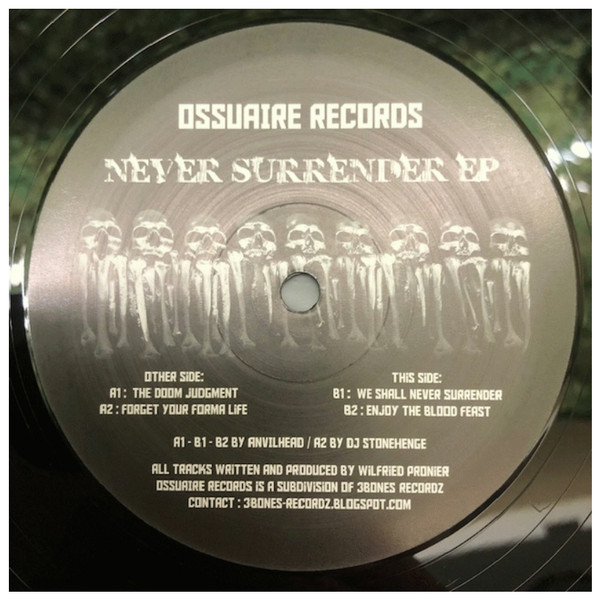 OSSUAIRE RECORDS
NEVER SURRENDER EP
OTHER SIDE:
A1: THE DOOM JUDGMENT
A2: FORGET YOUR FORMA LIFE
THIS SIDE:
B1: WE SHALL NEVER SURRENDER
B2: ENJOY THE BLOOD FEAST
A1 - B1 - B2 BY ANVILHEAD / A2 BY DJ STONEHENGE
ALL TRACKS WRITTEN AND PRODUCED BY WILFRIED PRONIER
OSSUAIRE RECORDS IS A SUBDIVISION OF 3BONES RECORDZ
CONTACT : 3BONES-RECORDZ.BLOGSPOT.COM